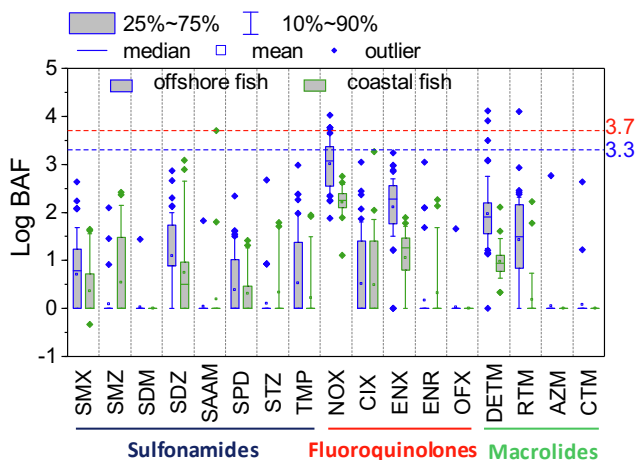 25%~75% 10%~90%
median mean outlier
offshore fish coastal fish
5
4
3
2
1
0
-1
Log BAF
3.7
3.3
SMX SMZ SDM SDZ SAAM SPD STZ TMP NOX CIX ENX ENR OFX DETM RTM AZM CTM
Sulfonamides Fluoroquinolones Macrolides